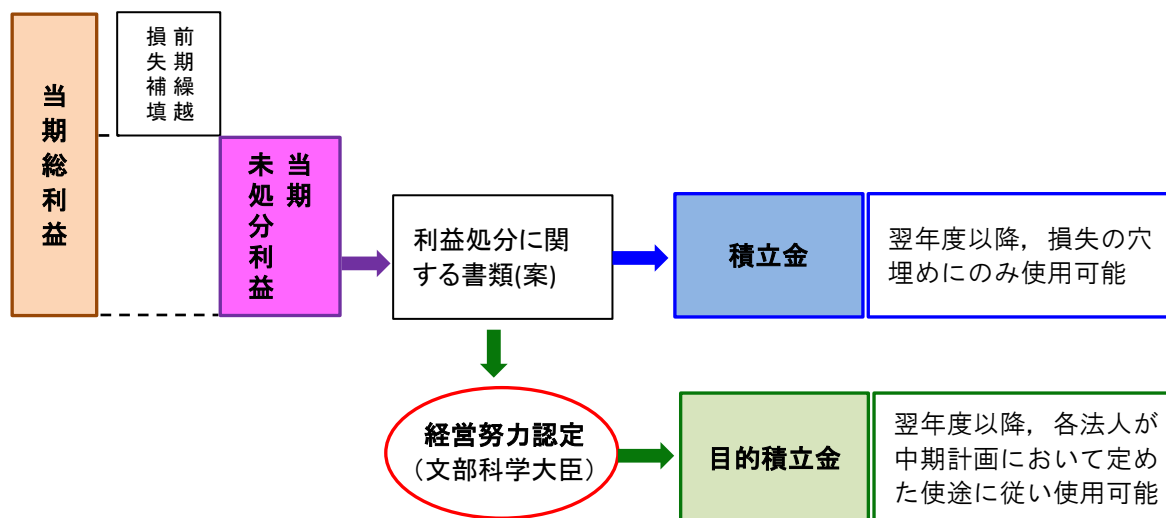 当期総利益
前期繰越
損失補填
当期
未処分利益
利益処分に関
する書類(案)
積立金
翌年度以降，損失の穴
埋めにのみ使用可能
経営努力認定
（文部科学大臣）
目的積立金
翌年度以降，各法人が
中期計画において定め
た使途に従い使用可能